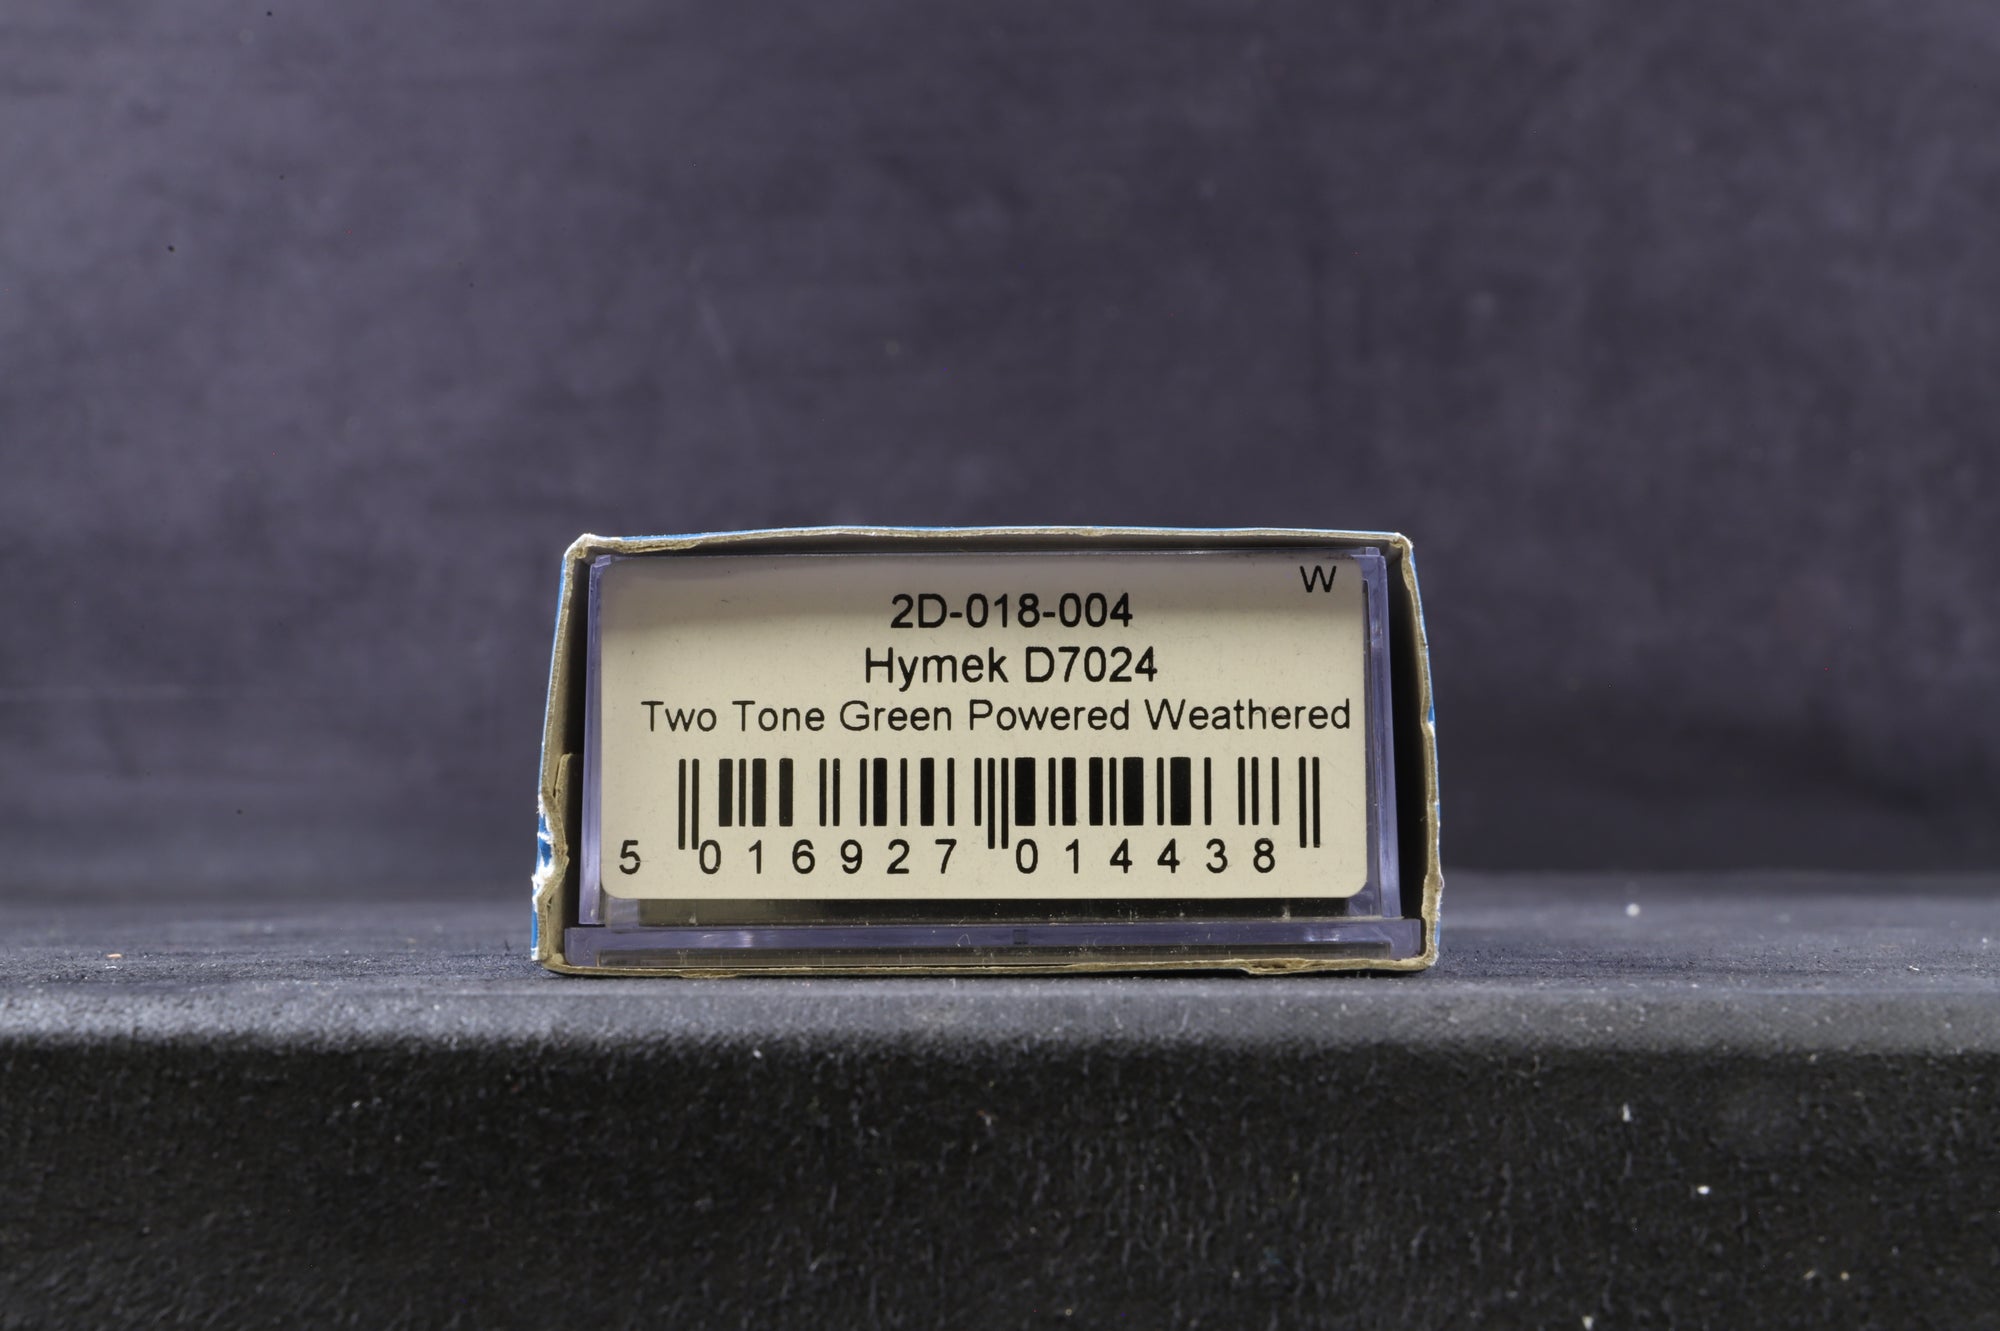 W
2D-018-004
Hymek D7024
Two Tone Green Powered Weathered
5 016927 014438